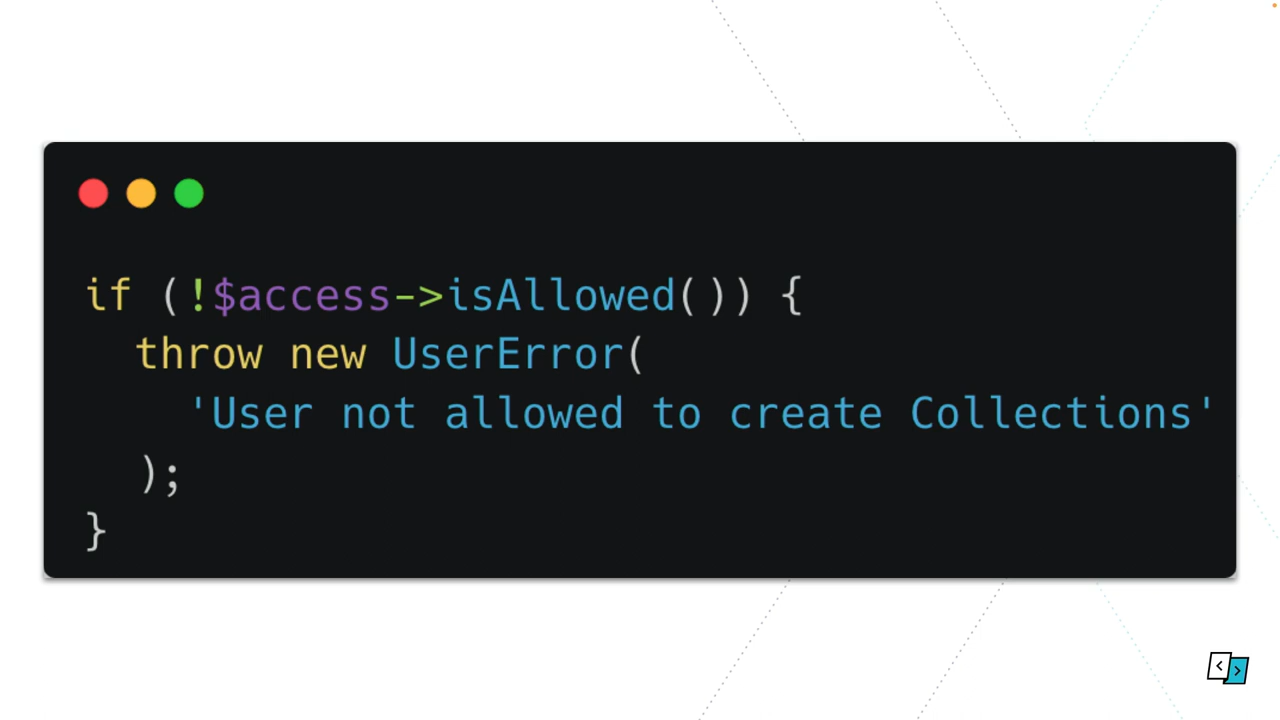 if (!$access->isAllowed()) {
throw new UserError(
'User not allowed to create Collections'
);
}